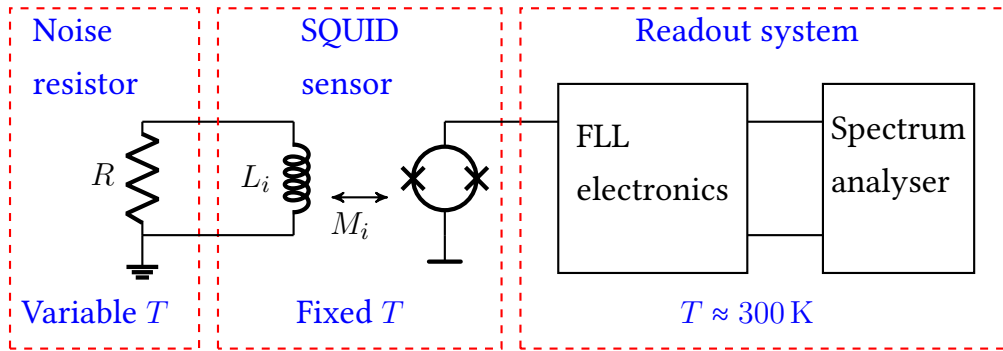 Noise
resistor
SQUID
sensor
Readout system
R
L_i
M_i
FLL
electronics
Spectrum
analyser
Variable T
Fixed T
T ≈ 300 K